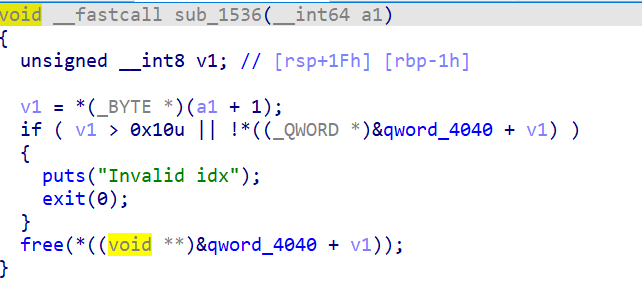 void __fastcall sub_1536(__int64 a1)
{
  unsigned __int8 v1; // [rsp+1Fh] [rbp-1h]

  v1 = *(_BYTE *)(a1 + 1);
  if ( v1 > 0x10u || !*((_QWORD *)&qword_4040 + v1) )
  {
    puts("Invalid idx");
    exit(0);
  }
  free(*((void **)&qword_4040 + v1));
}